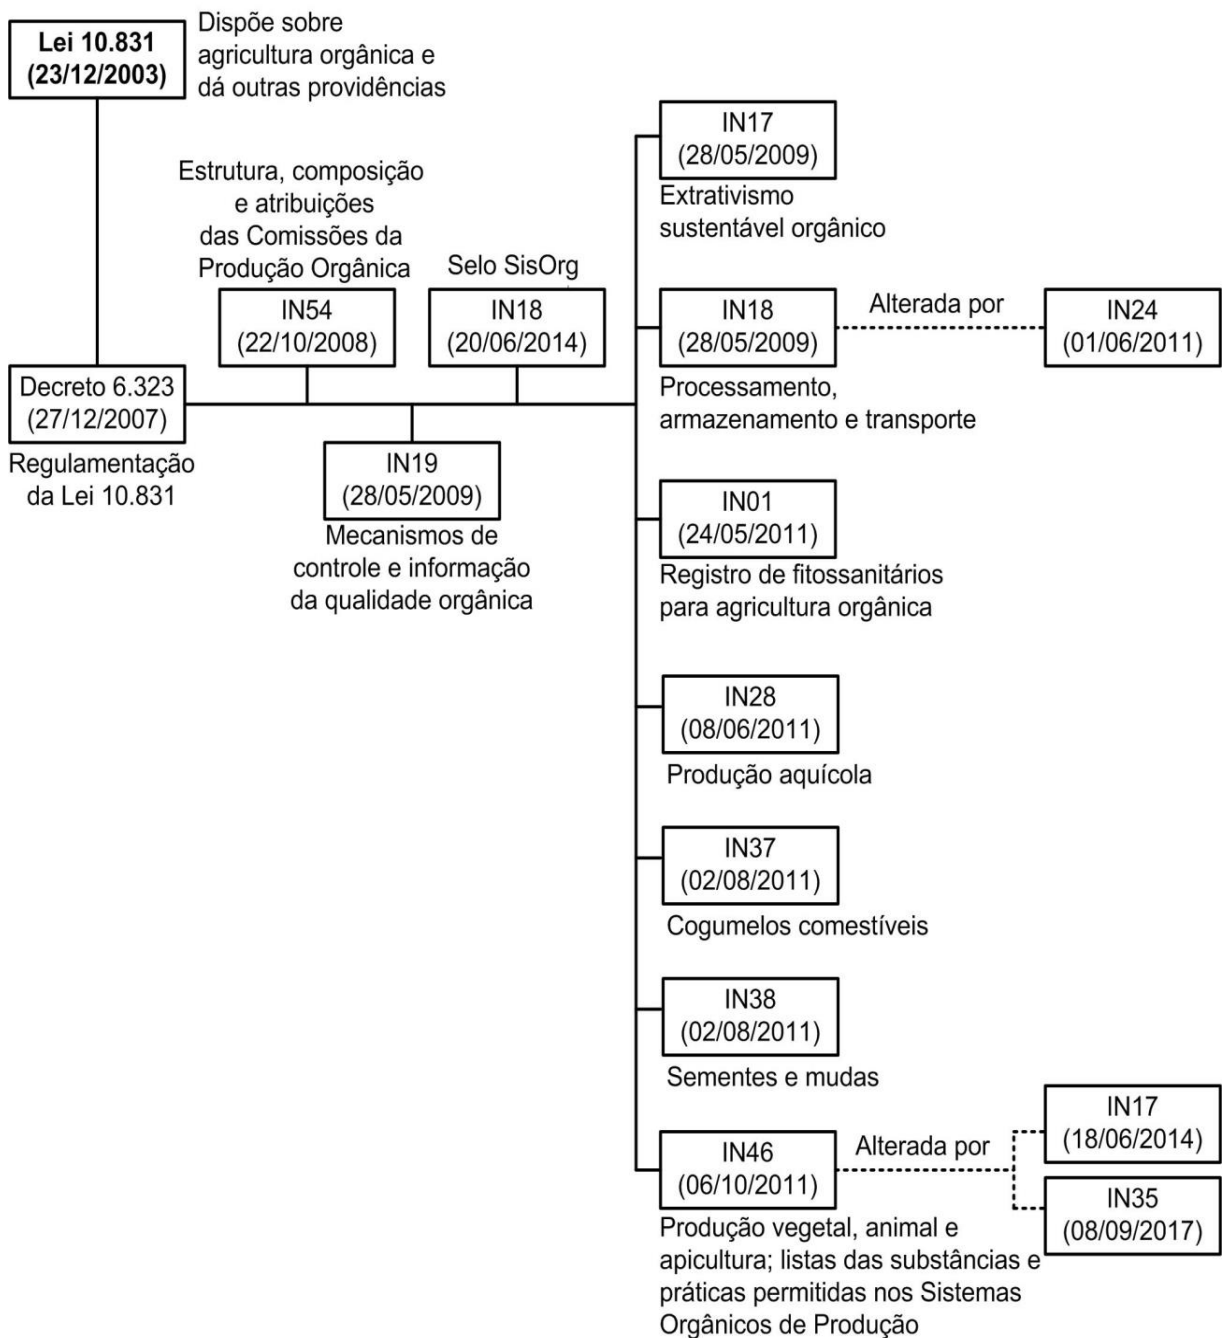 Lei 10.831
(23/12/2003)
Dispõe sobre
agricultura orgânica e
dá outras providências
Estrutura, composição
e atribuições
das Comissões da
Produção Orgânica
IN54
(22/10/2008)
Selo SisOrg
IN18
(20/06/2014)
Decreto 6.323
(27/12/2007)
Regulamentação
da Lei 10.831
IN19
(28/05/2009)
Mecanismos de
controle e informação
da qualidade orgânica
IN17
(28/05/2009)
Extrativismo
sustentável orgânico
IN18
(28/05/2009)
Processamento,
armazenamento e transporte
Alterada por
IN24
(01/06/2011)
IN01
(24/05/2011)
Registro de fitossanitários
para agricultura orgânica
IN28
(08/06/2011)
Produção aquícola
IN37
(02/08/2011)
Cogumelos comestíveis
IN38
(02/08/2011)
Sementes e mudas
IN46
(06/10/2011)
Produção vegetal, animal e
apicultura; listas das substâncias e
práticas permitidas nos Sistemas
Orgânicos de Produção
Alterada por
IN17
(18/06/2014)
IN35
(08/09/2017)